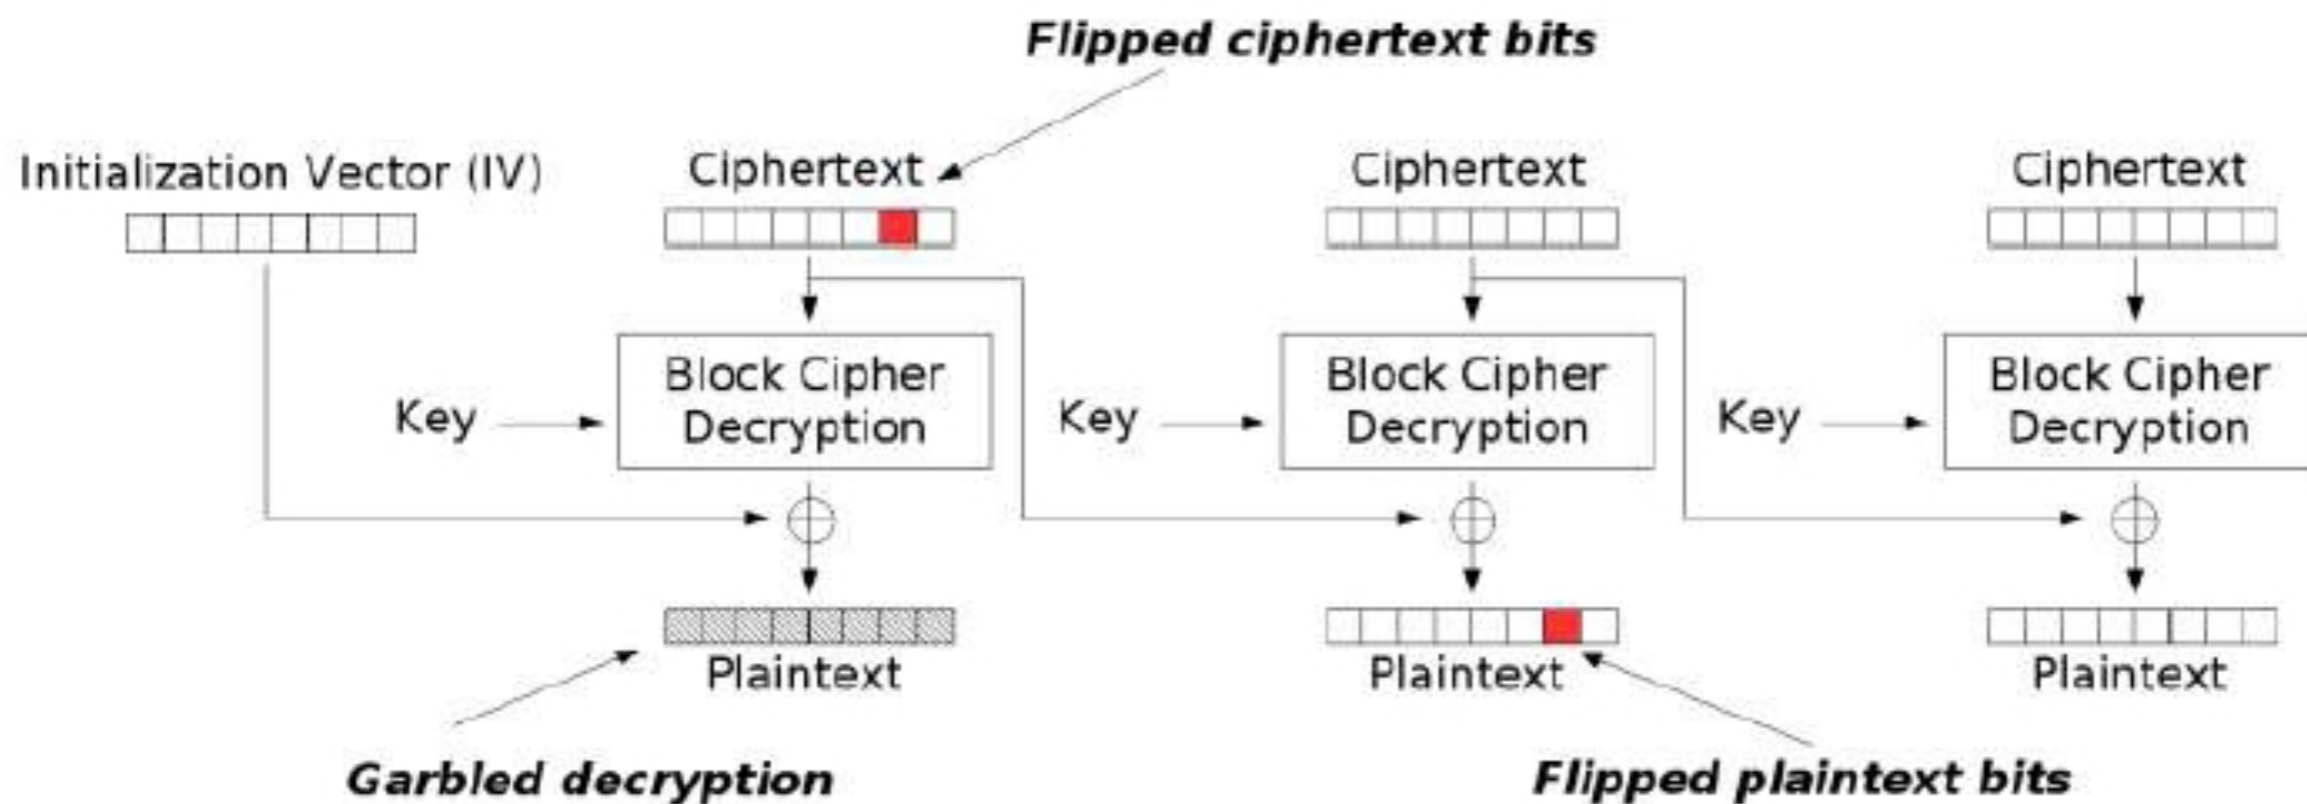 Flipped ciphertext bits
Initialization Vector (IV)
Ciphertext
Ciphertext
Ciphertext
Key
Block Cipher
Decryption
Key
Block Cipher
Decryption
Key
Block Cipher
Decryption
Plaintext
Plaintext
Plaintext
Garbled decryption
Flipped plaintext bits